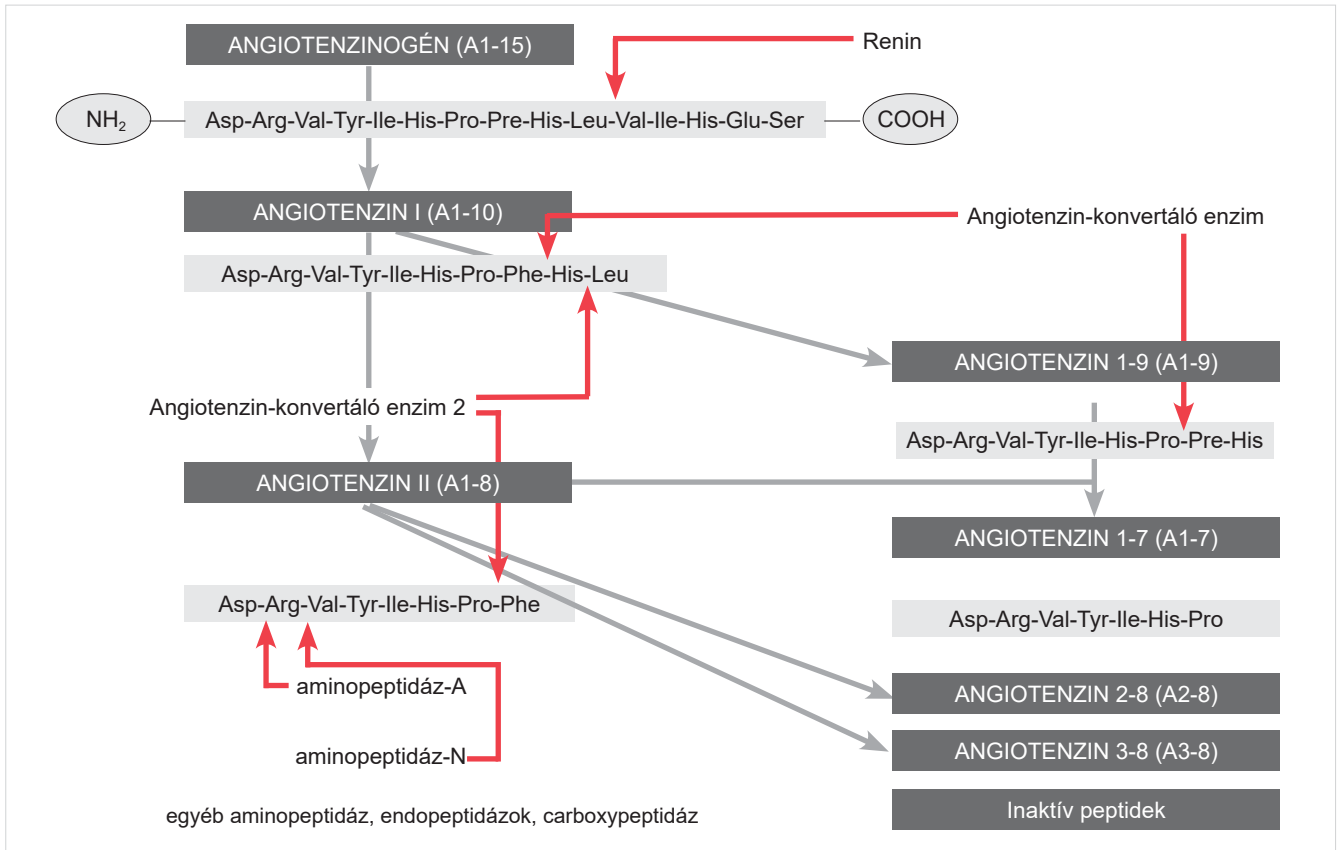 ANGIOTENZINOGÉN (A1-15)
Renin
NH₂
Asp-Arg-Val-Tyr-Ile-His-Pro-Pre-His-Leu-Val-Ile-His-Glu-Ser
COOH
ANGIOTENZIN I (A1-10)
Angiotenzin-konvertáló enzim
Asp-Arg-Val-Tyr-Ile-His-Pro-Phe-His-Leu
ANGIOTENZIN 1-9 (A1-9)
Angiotenzin-konvertáló enzim 2
Asp-Arg-Val-Tyr-Ile-His-Pro-Pre-His
ANGIOTENZIN II (A1-8)
ANGIOTENZIN 1-7 (A1-7)
Asp-Arg-Val-Tyr-Ile-His-Pro-Phe
Asp-Arg-Val-Tyr-Ile-His-Pro
aminopeptidáz-A
ANGIOTENZIN 2-8 (A2-8)
aminopeptidáz-N
ANGIOTENZIN 3-8 (A3-8)
egyéb aminopeptidáz, endopeptidázok, carboxypeptidáz
Inaktív peptidek